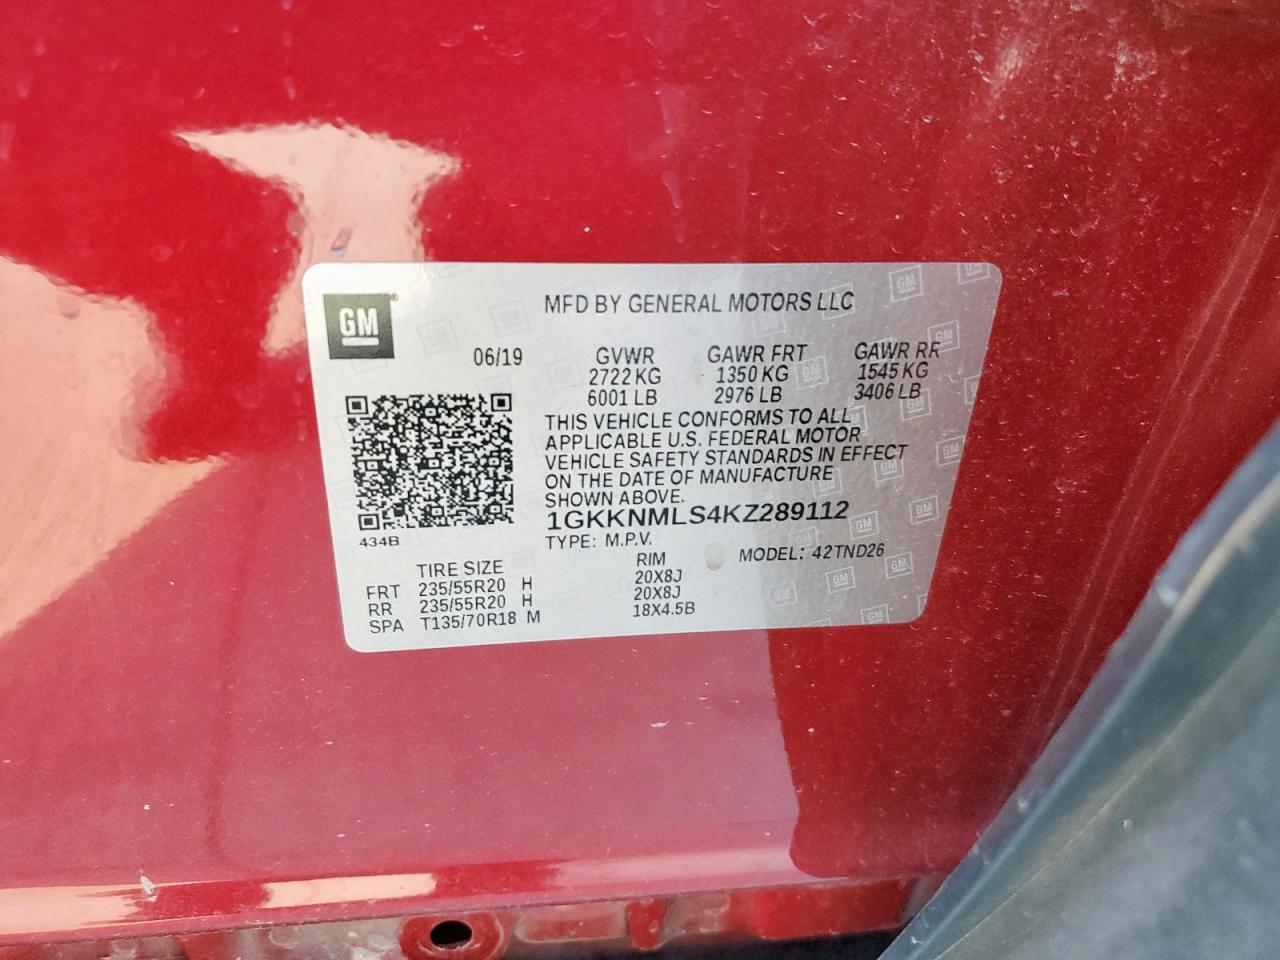 GM
MFD BY GENERAL MOTORS LLC
06/19 GVWR GAWR FRT GAWR RR
2722 KG 1350 KG 1545 KG
6001 LB 2976 LB 3406 LB
THIS VEHICLE CONFORMS TO ALL
APPLICABLE U.S. FEDERAL MOTOR
VEHICLE SAFETY STANDARDS IN EFFECT
ON THE DATE OF MANUFACTURE
SHOWN ABOVE.
1GKKNMLS4KZ289112
434B
TYPE: M.P.V. MODEL: 42TND26
TIRE SIZE RIM
FRT 235/55R20 H 20X8J
RR 235/55R20 H 20X8J
SPA T135/70R18 M 18X4.5B